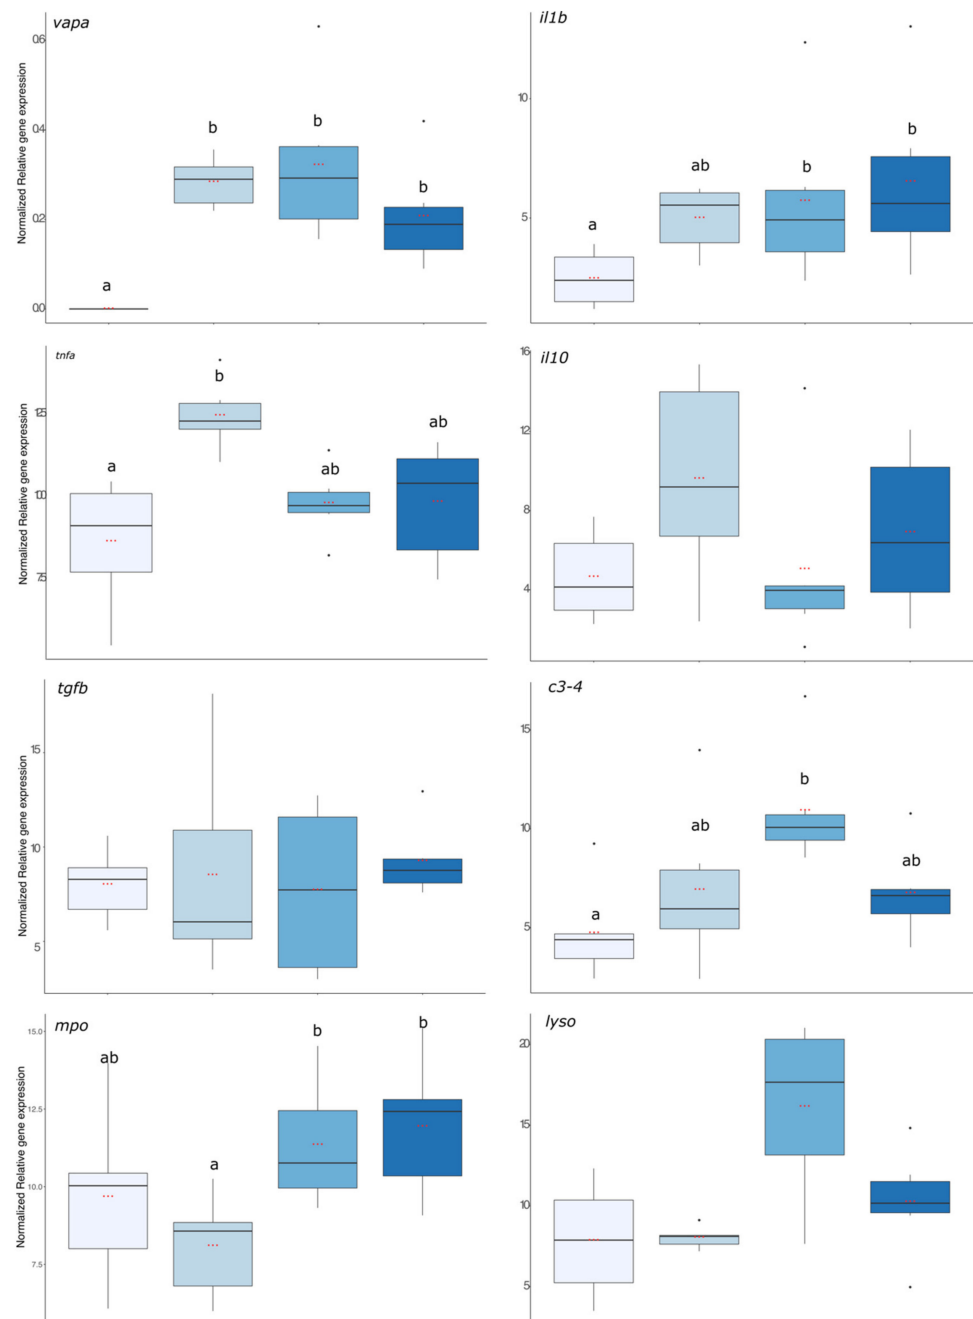 vapa
Normalized Relative gene expression
0.6
0.4
0.2
0.0
a
b
b
b
il1b
10
5
a
ab
b
b
tnfa
Normalized Relative gene expression
12.5
10.0
7.5
a
b
ab
ab
il10
16
12
8
4
tgfb
Normalized Relative gene expression
15
10
5
c3-4
15
10
5
a
ab
b
ab
mpo
Normalized Relative gene expression
15.0
12.5
10.0
7.5
ab
a
b
b
lyso
20
15
10
5